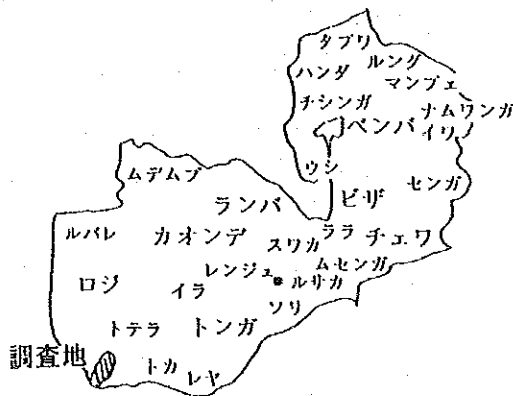 タブワ
ルング
ハンダ
マンブェ
チシンガ
ナムワンガ
ベンバ
イワ
ウシ
ムデムブ
センガ
ランバ
ビザ
ルバレ
カオンデ
ララ
スワカ
チェワ
レンジェ
ムセンガ
ロジ
イラ
ルサカ
ソリ
トテラ
トンガ
調査地
トカ
レヤ